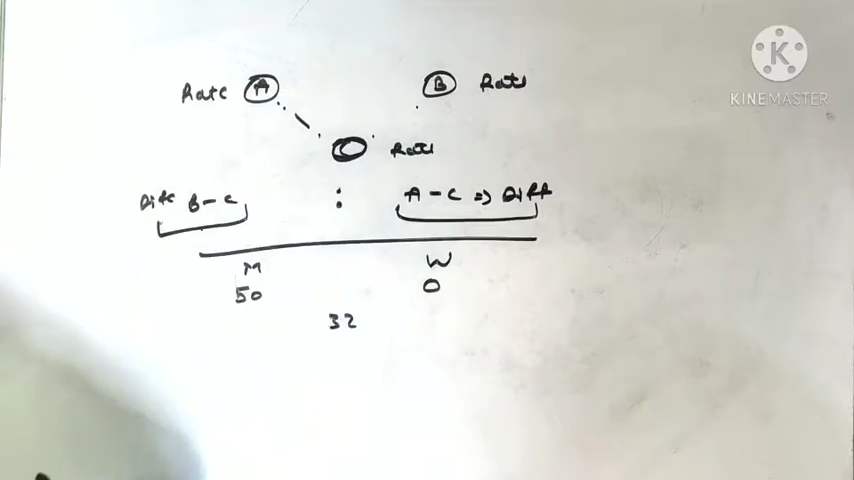 Rate A B Rate
C Rate
Diff B-C : A-C => Diff
M W
50 0
32
K
KINEMASTER